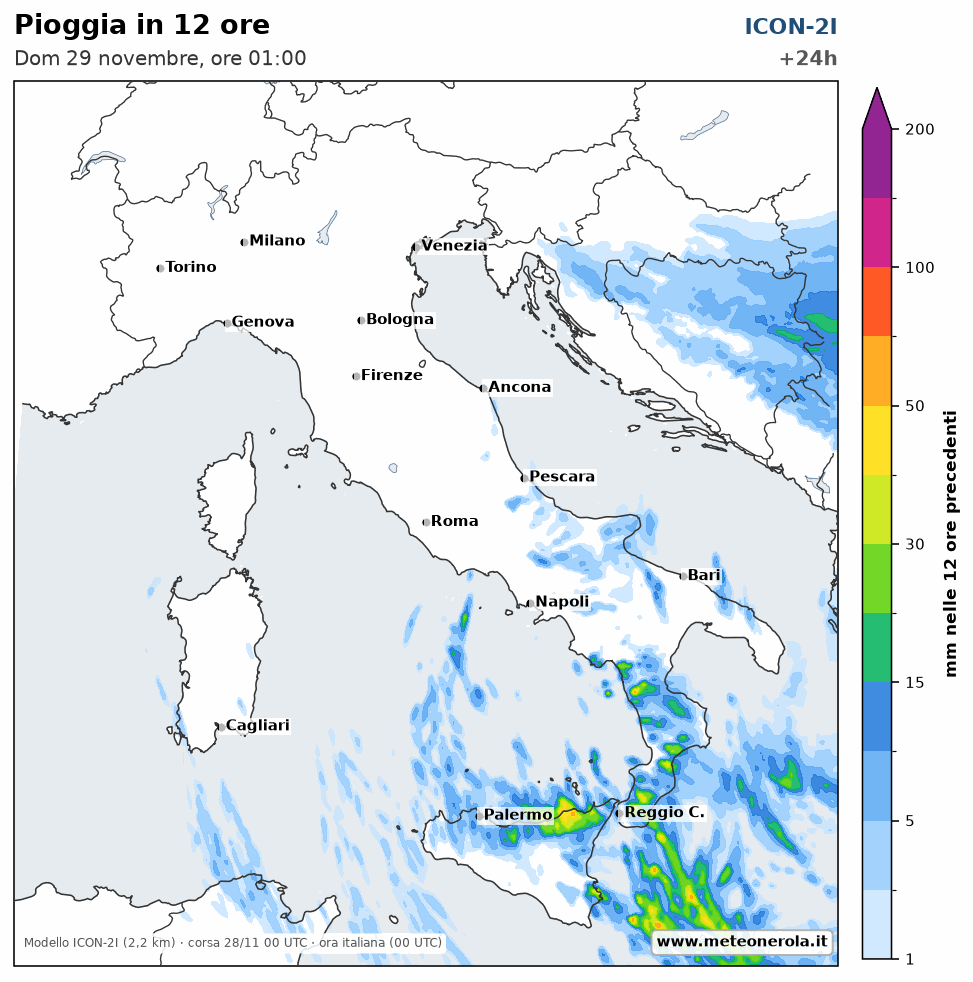 Pioggia in 12 ore
ICON-2I
Dom 29 novembre, ore 01:00
+24h
200
100
50
30
15
5
1
mm nelle 12 ore precedenti
Milano
Venezia
Torino
Genova
Bologna
Firenze
Ancona
Pescara
Roma
Bari
Napoli
Cagliari
Palermo
Reggio C.
Modello ICON-2I (2,2 km) · corsa 28/11 00 UTC · ora italiana (00 UTC)
www.meteonerola.it